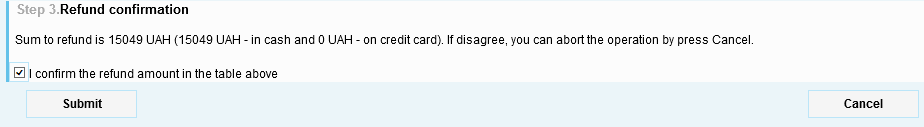 Step 3.Refund confirmation
Sum to refund is 15049 UAH (15049 UAH - in cash and 0 UAH - on credit card). If disagree, you can abort the operation by press Cancel.
I confirm the refund amount in the table above
Submit Cancel